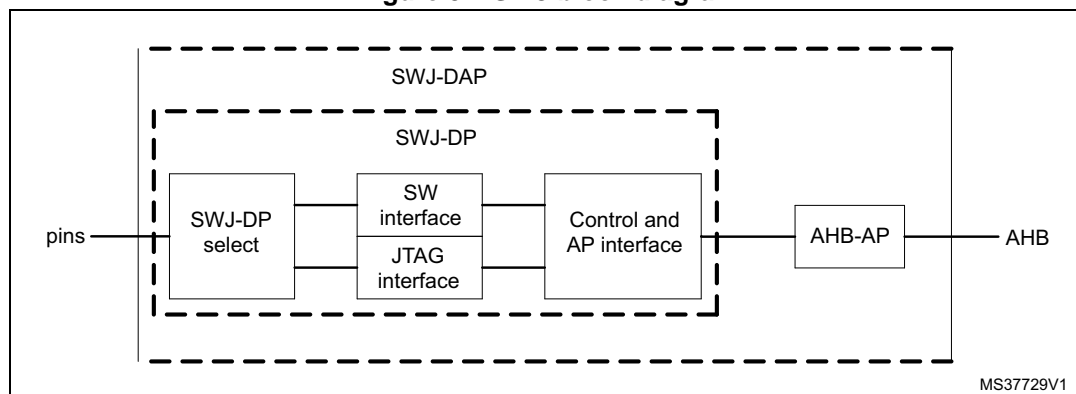 SWJ-DAP
SWJ-DP
pins
SWJ-DP
select
SW
interface
JTAG
interface
Control and
AP interface
AHB-AP
AHB
MS37729V1